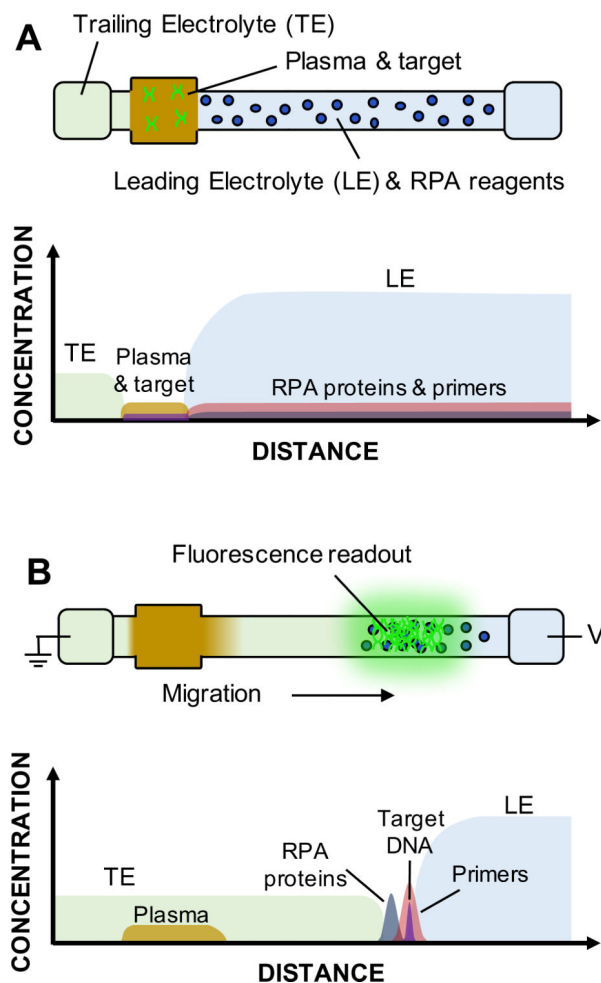 A
Trailing Electrolyte (TE)
Plasma & target
Leading Electrolyte (LE) & RPA reagents
CONCENTRATION
LE
TE
Plasma
& target
RPA proteins & primers
DISTANCE
B
Fluorescence readout
V
Migration
CONCENTRATION
LE
Target
DNA
RPA
proteins
Primers
TE
Plasma
DISTANCE